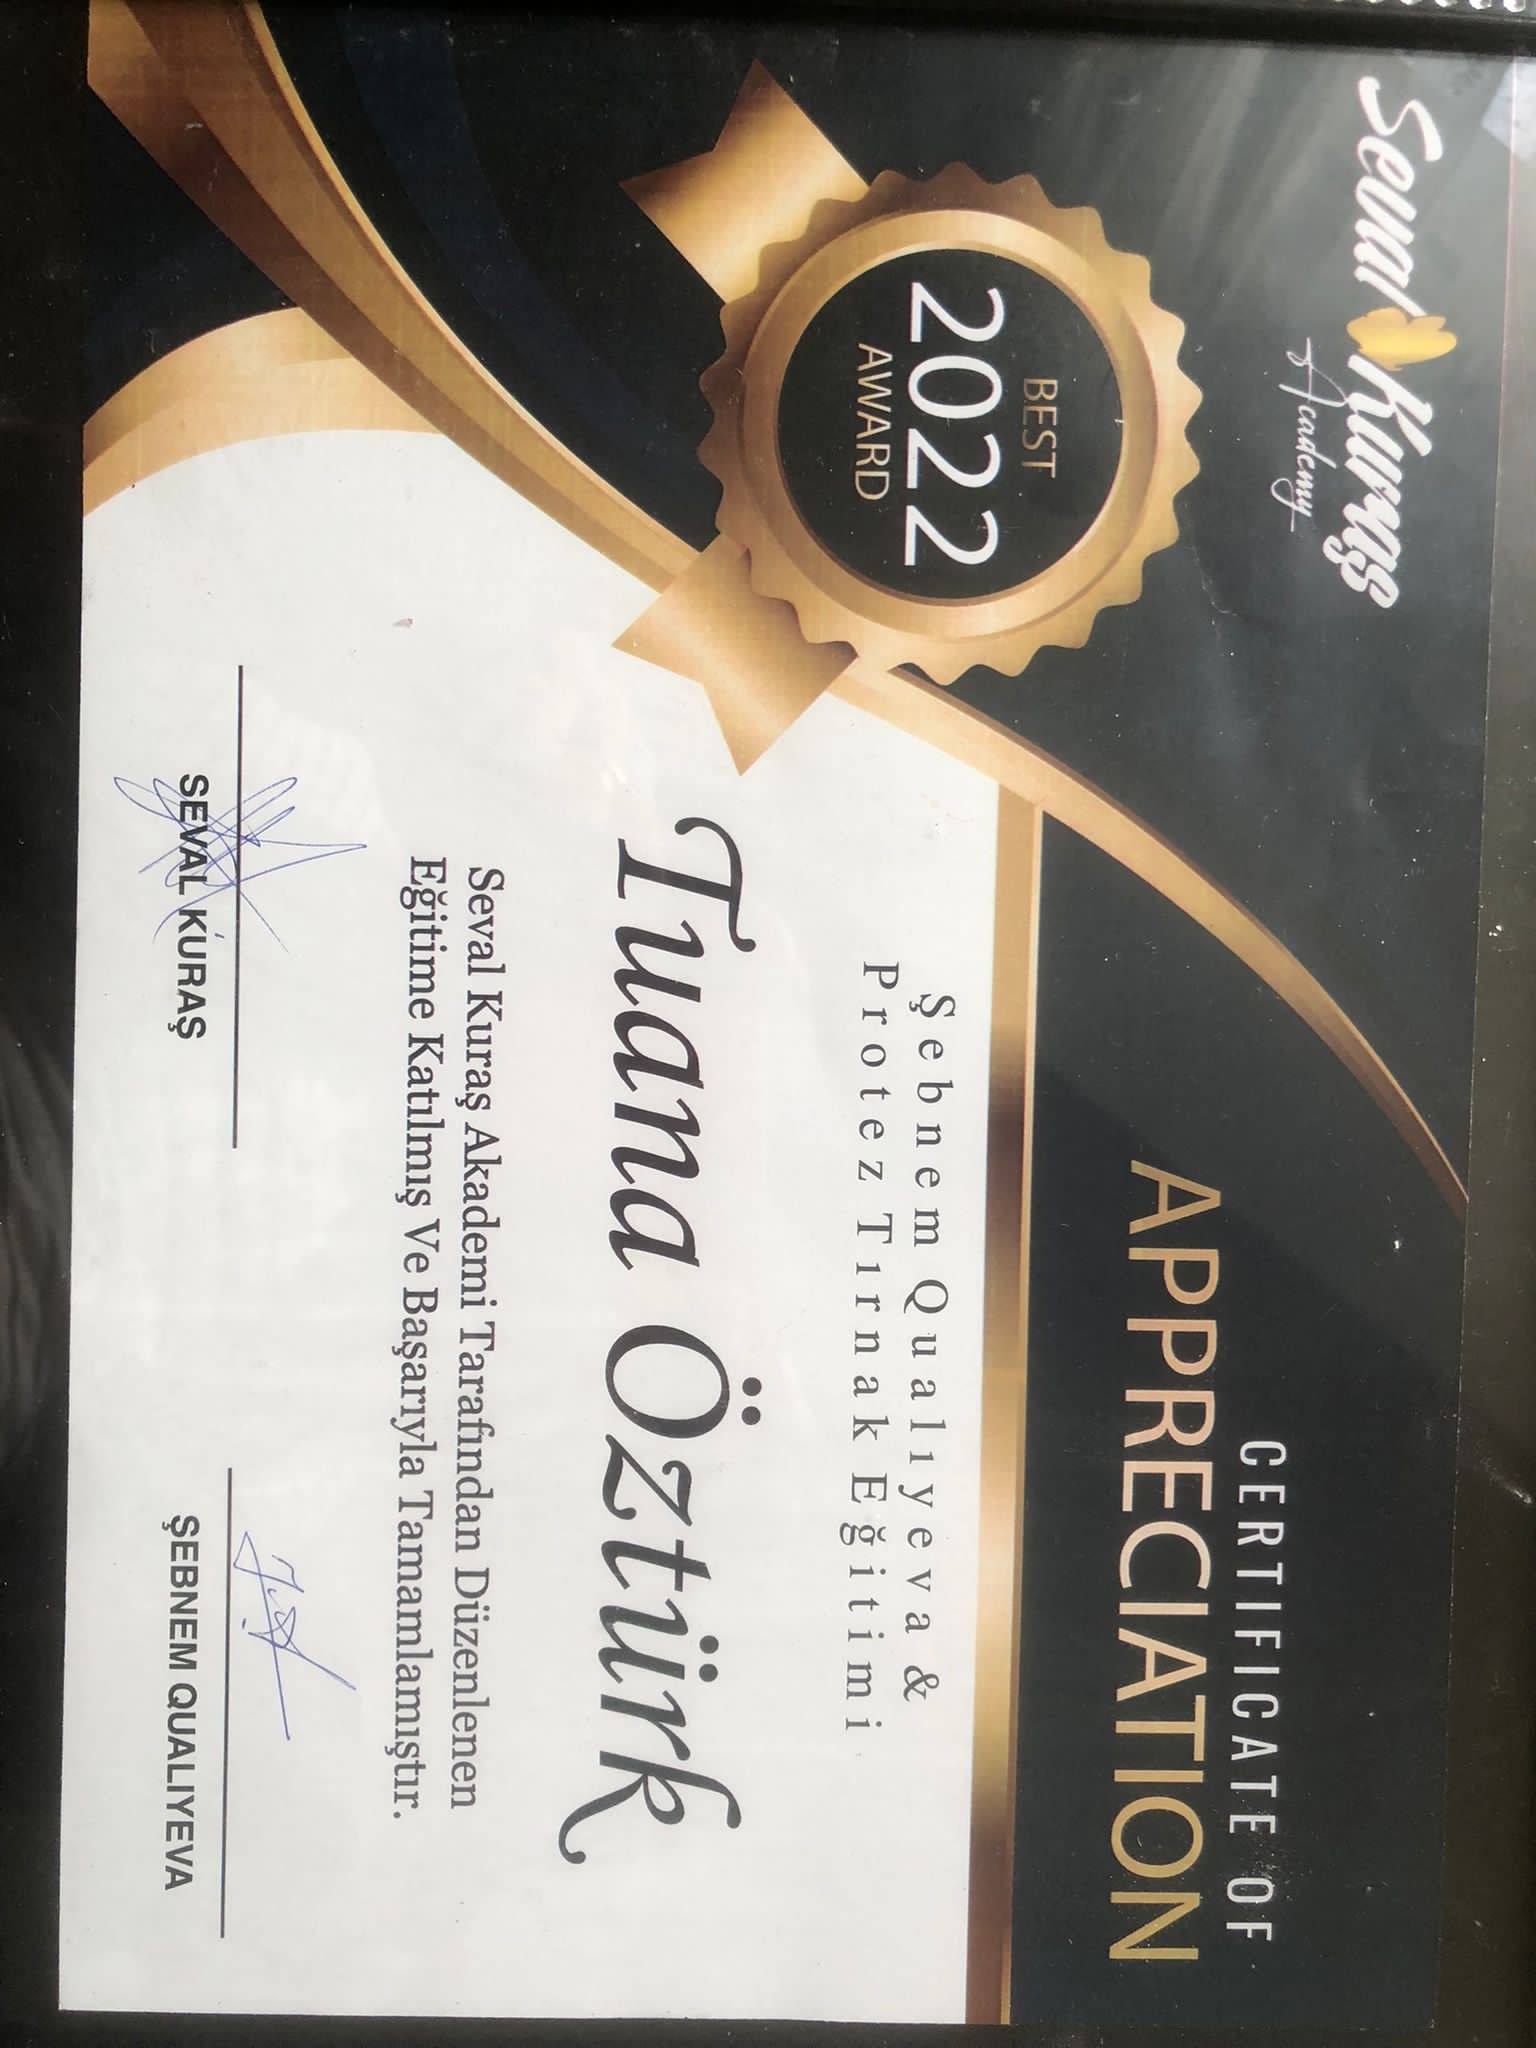 Seval Kuraş
Academy
CERTIFICATE OF
APPRECIATION
BEST
2022
AWARD
Şebnem Qualıyeva &
Protez Tırnak Eğitimi
Tuana Öztürk
Seval Kuraş Akademi Tarafından Düzenlenen
Eğitime Katılmış Ve Başarıyla Tamamlamıştır.
SEVAL KURAŞ
ŞEBNEM QUALIYEVA